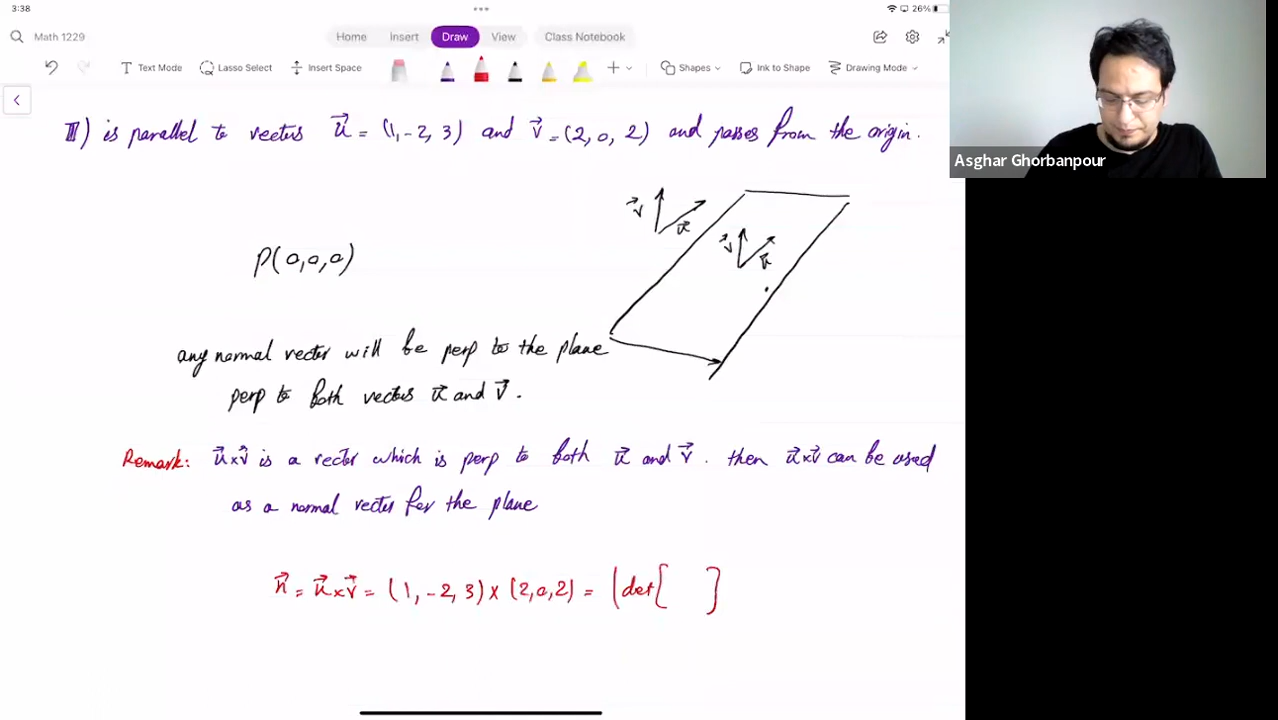 3:38
26%
Math 1229
Home Insert Draw View Class Notebook
Text Mode Lasso Select Insert Space Shapes Ink to Shape Drawing Mode
III) is parallel to vectors u⃗ = (1, -2, 3) and v⃗ = (2, 0, 2) and passes from the origin.
v⃗ u⃗
v⃗ u⃗
P(0,0,0)
any normal vector will be perp to the plane
perp to both vectors u⃗ and v⃗.
Remark: u⃗×v⃗ is a vector which is perp to both u⃗ and v⃗. then u⃗×v⃗ can be used
as a normal vector for the plane
n⃗ = u⃗×v⃗ = (1, -2, 3) × (2, 0, 2) = (det[ ]
Asghar Ghorbanpour